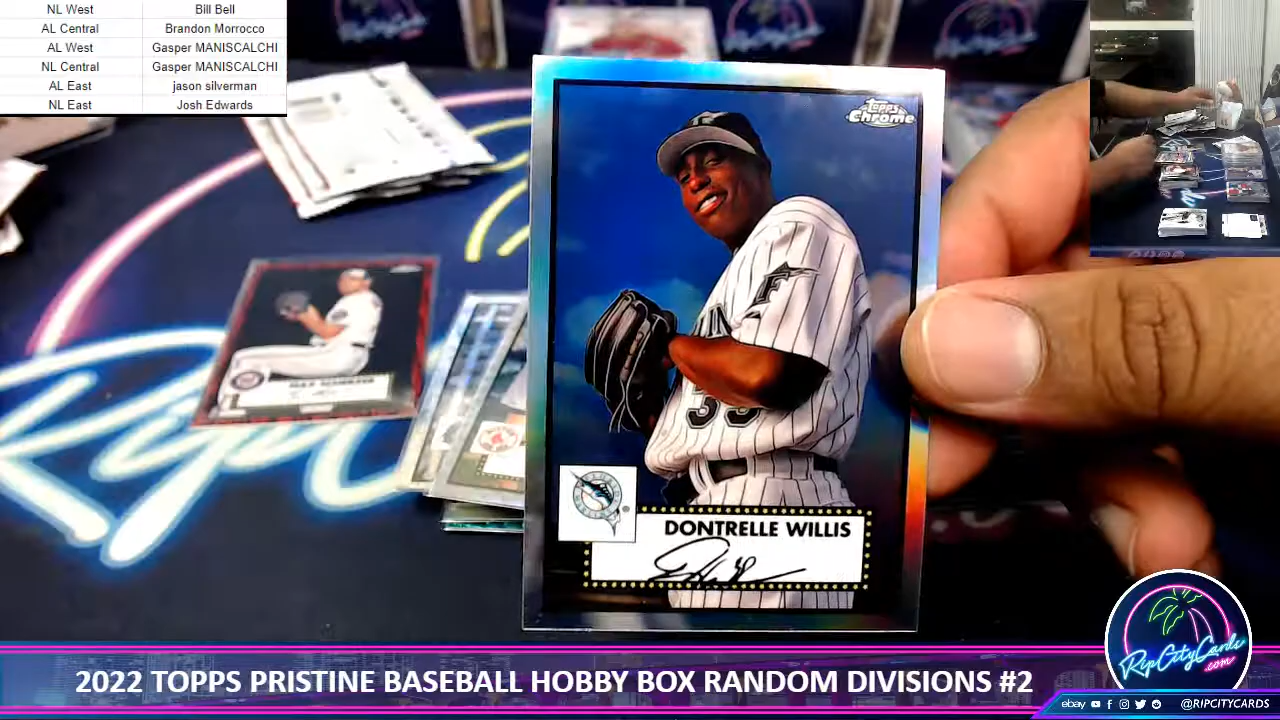 NL West Bill Bell
AL Central Brandon Morrocco
AL West Gasper MANISCALCHI
NL Central Gasper MANISCALCHI
AL East jason silverman
NL East Josh Edwards
Topps
Chrome
F
35
DONTRELLE WILLIS
2022 TOPPS PRISTINE BASEBALL HOBBY BOX RANDOM DIVISIONS #2
RipCityCards
.com
ebay @RIPCITYCARDS